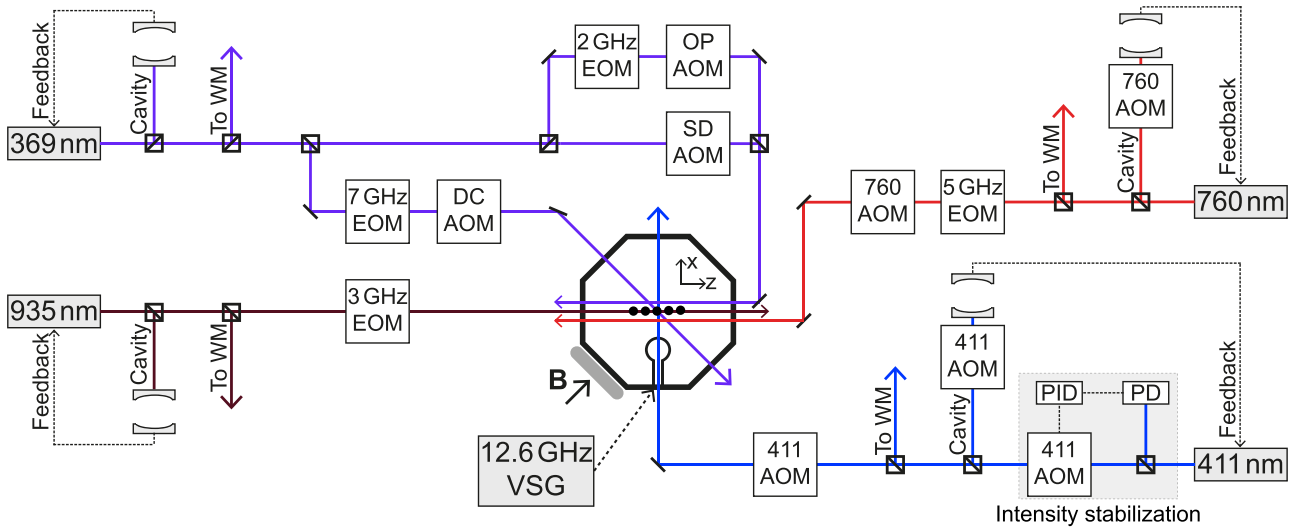 Feedback
Cavity
To WM
369 nm
2 GHz
EOM
OP
AOM
SD
AOM
7 GHz
EOM
DC
AOM
760
AOM
Feedback
To WM
Cavity
760
AOM
5 GHz
EOM
760 nm
x
z
935 nm
3 GHz
EOM
Feedback
Cavity
To WM
B
12.6 GHz
VSG
411
AOM
To WM
Cavity
411
AOM
PID
PD
411
AOM
Feedback
411 nm
Intensity stabilization